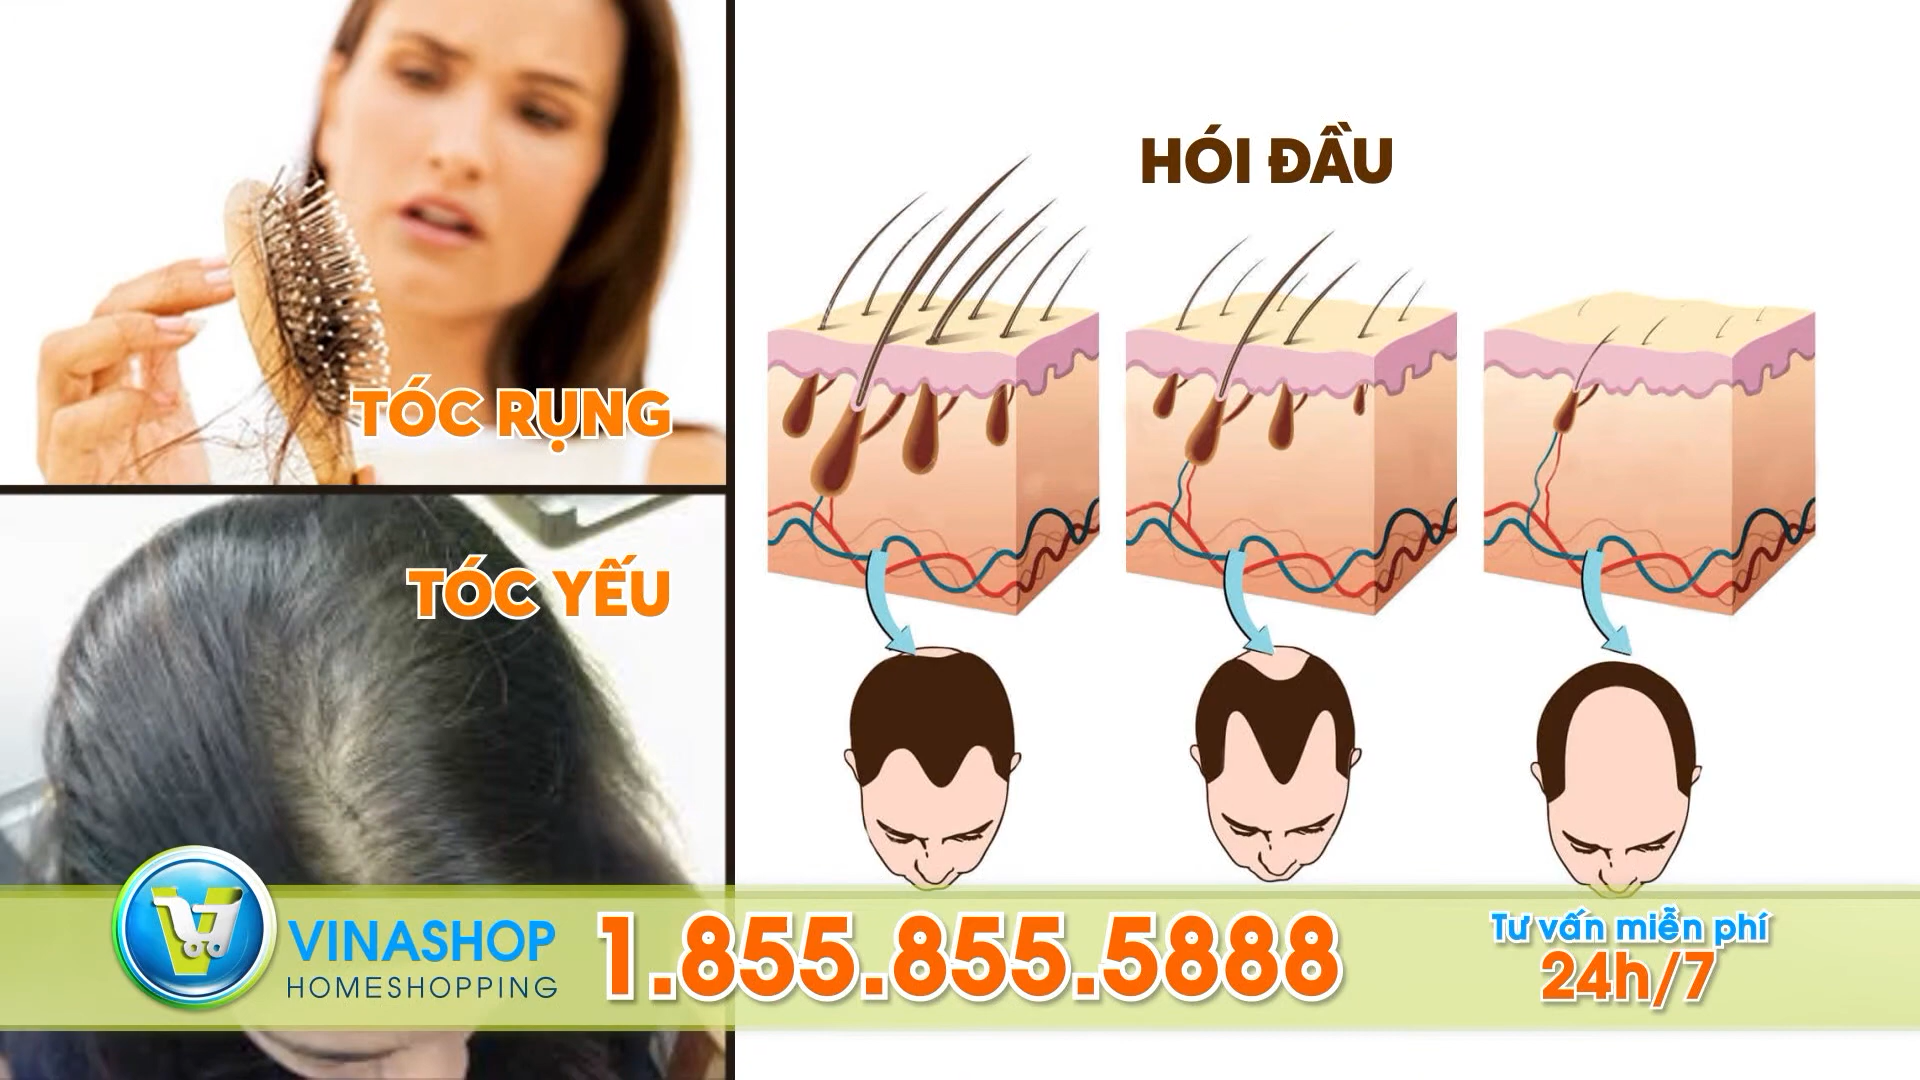 TÓC RỤNG
TÓC YẾU
HÓI ĐẦU
VINASHOP
HOMESHOPPING
1.855.855.5888
Tư vấn miễn phí
24h/7